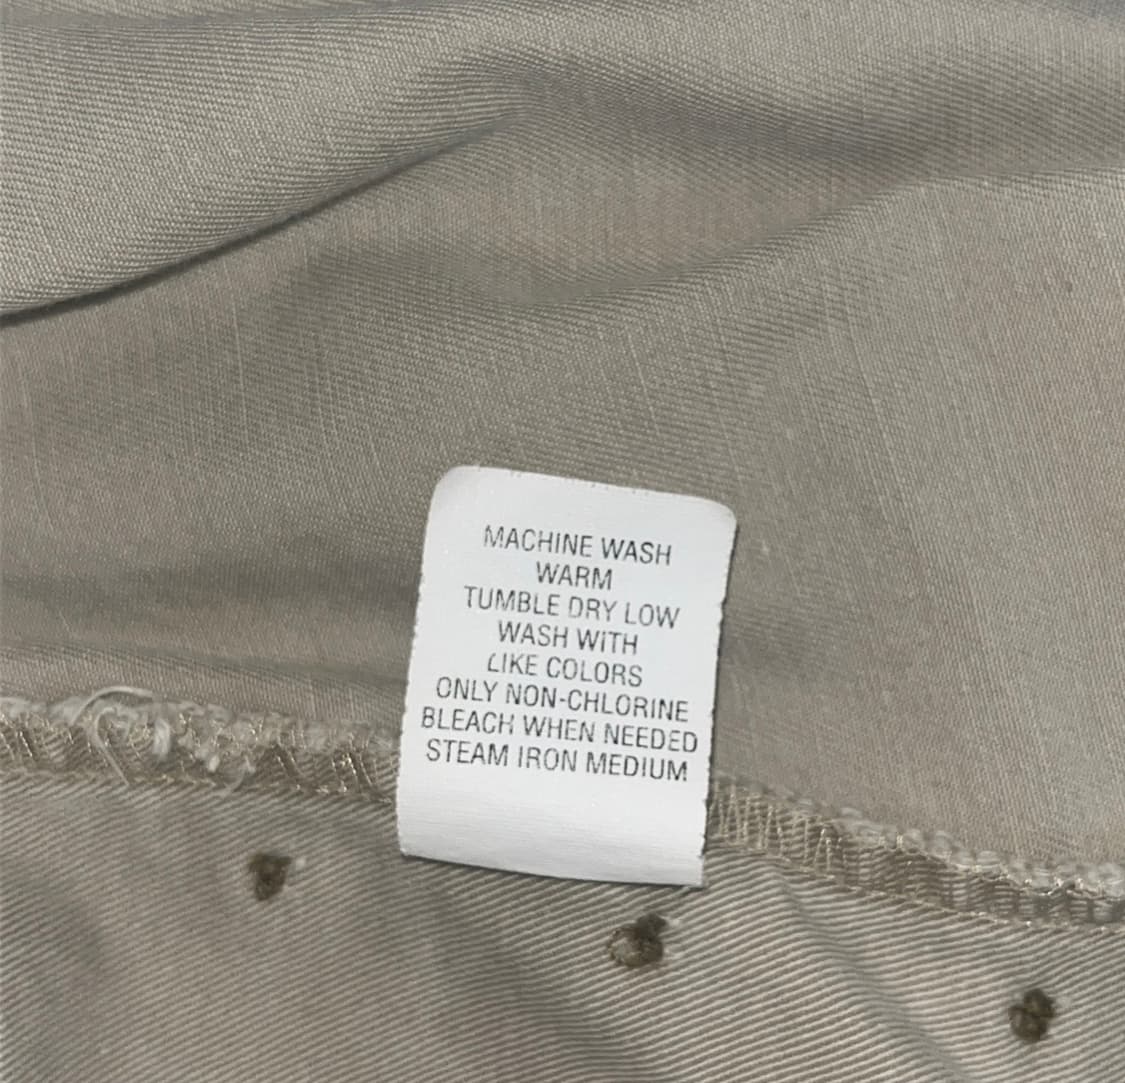 MACHINE WASH
WARM
TUMBLE DRY LOW
WASH WITH
LIKE COLORS
ONLY NON-CHLORINE
BLEACH WHEN NEEDED
STEAM IRON MEDIUM